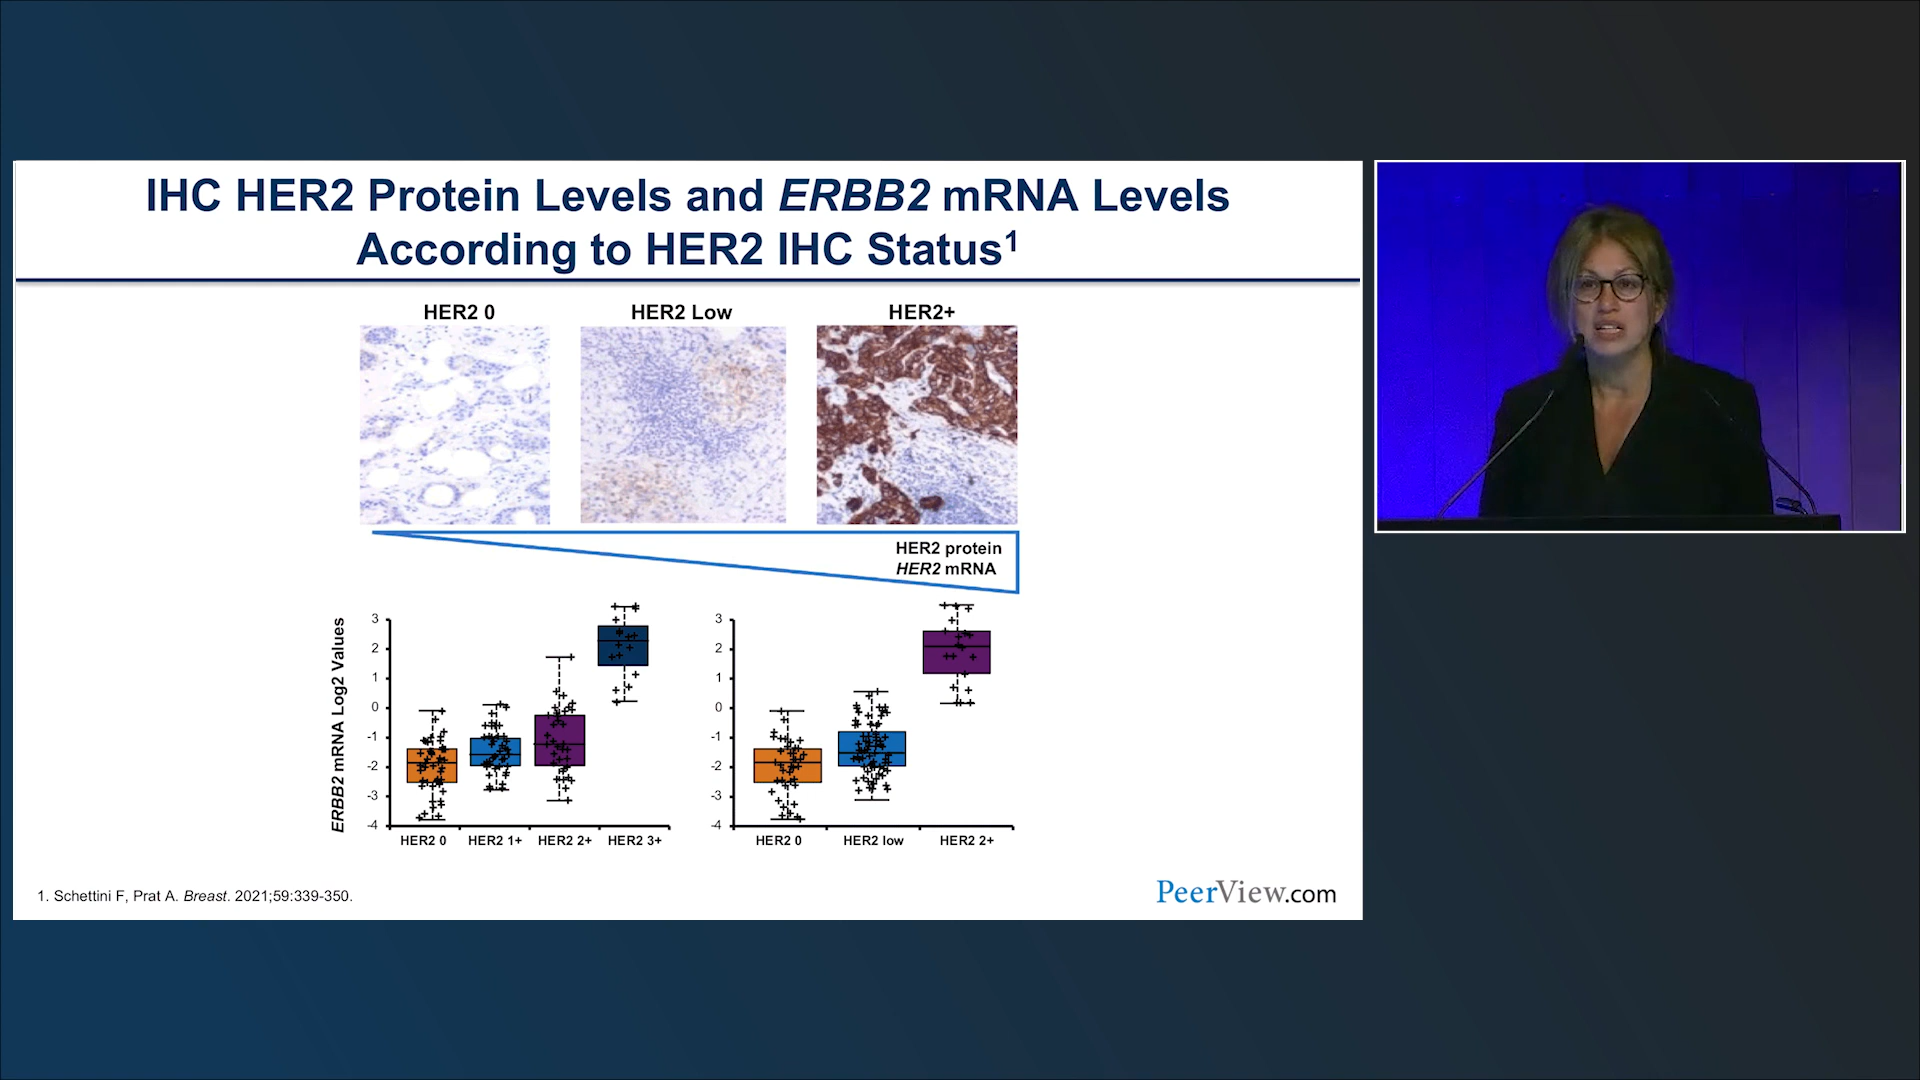 IHC HER2 Protein Levels and ERBB2 mRNA Levels
According to HER2 IHC Status1
HER2 0
HER2 Low
HER2+
HER2 protein
HER2 mRNA
ERBB2 mRNA Log2 Values
3
2
1
0
-1
-2
-3
-4
HER2 0
HER2 1+
HER2 2+
HER2 3+
3
2
1
0
-1
-2
-3
-4
HER2 0
HER2 low
HER2 2+
1. Schettini F, Prat A. Breast. 2021;59:339-350.
PeerView.com